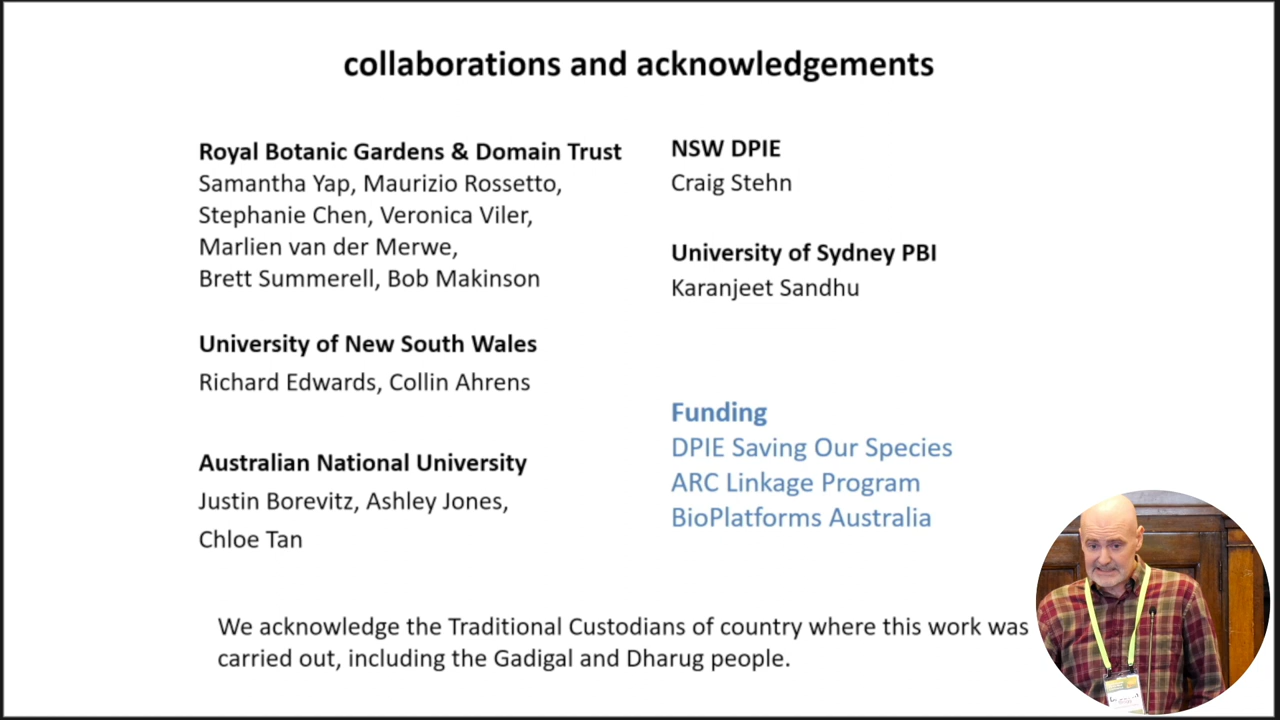 collaborations and acknowledgements
Royal Botanic Gardens & Domain Trust
Samantha Yap, Maurizio Rossetto,
Stephanie Chen, Veronica Viler,
Marlien van der Merwe,
Brett Summerell, Bob Makinson
University of New South Wales
Richard Edwards, Collin Ahrens
Australian National University
Justin Borevitz, Ashley Jones,
Chloe Tan
NSW DPIE
Craig Stehn
University of Sydney PBI
Karanjeet Sandhu
Funding
DPIE Saving Our Species
ARC Linkage Program
BioPlatforms Australia
We acknowledge the Traditional Custodians of country where this work was
carried out, including the Gadigal and Dharug people.